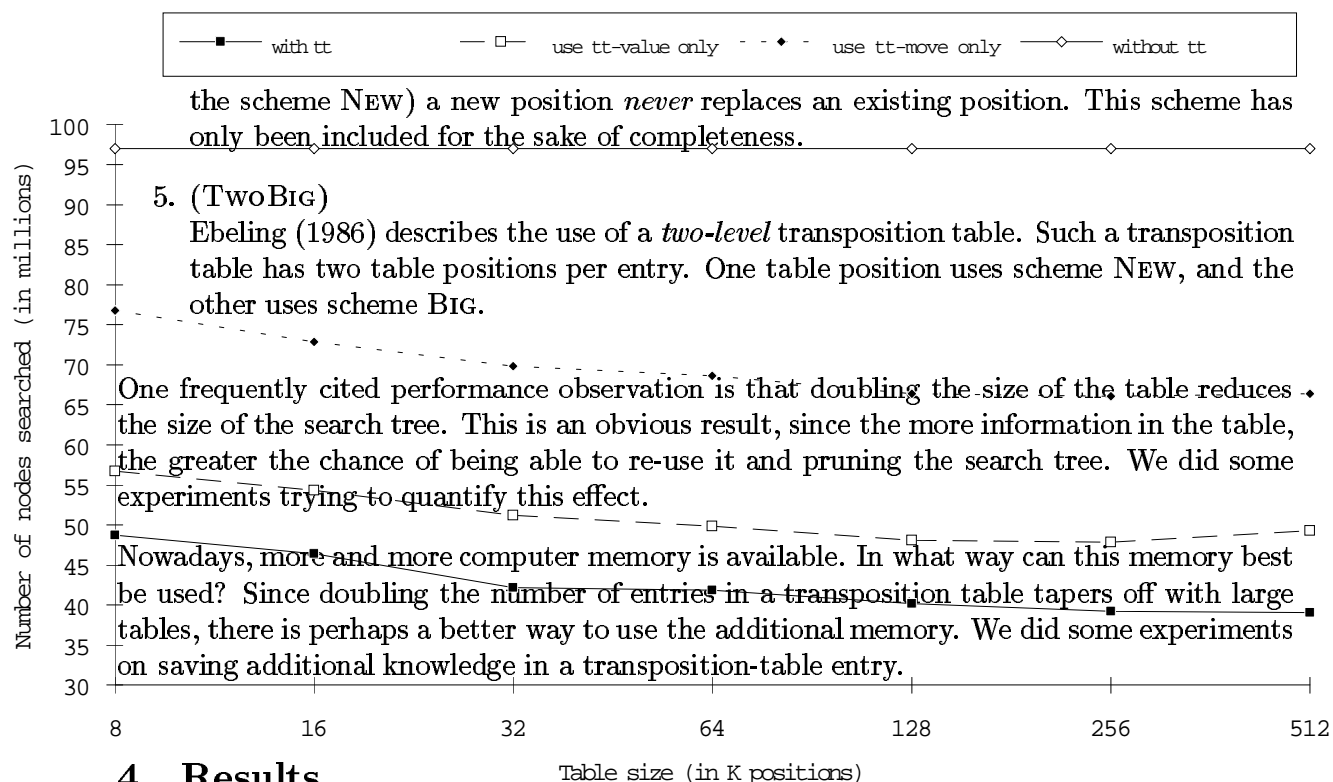 with tt use tt-value only use tt-move only without tt
the scheme NEW) a new position never replaces an existing position. This scheme has
only been included for the sake of completeness.
5. (TWOBIG)
Ebeling (1986) describes the use of a two-level transposition table. Such a transposition
table has two table positions per entry. One table position uses scheme NEW, and the
other uses scheme BIG.
One frequently cited performance observation is that doubling the size of the table reduces
the size of the search tree. This is an obvious result, since the more information in the table,
the greater the chance of being able to re-use it and pruning the search tree. We did some
experiments trying to quantify this effect.
Nowadays, more and more computer memory is available. In what way can this memory best
be used? Since doubling the number of entries in a transposition table tapers off with large
tables, there is perhaps a better way to use the additional memory. We did some experiments
on saving additional knowledge in a transposition-table entry.
Number of nodes searched (in millions)
100
95
90
85
80
75
70
65
60
55
50
45
40
35
30
8 16 32 64 128 256 512
Table size (in K positions)
4 Results